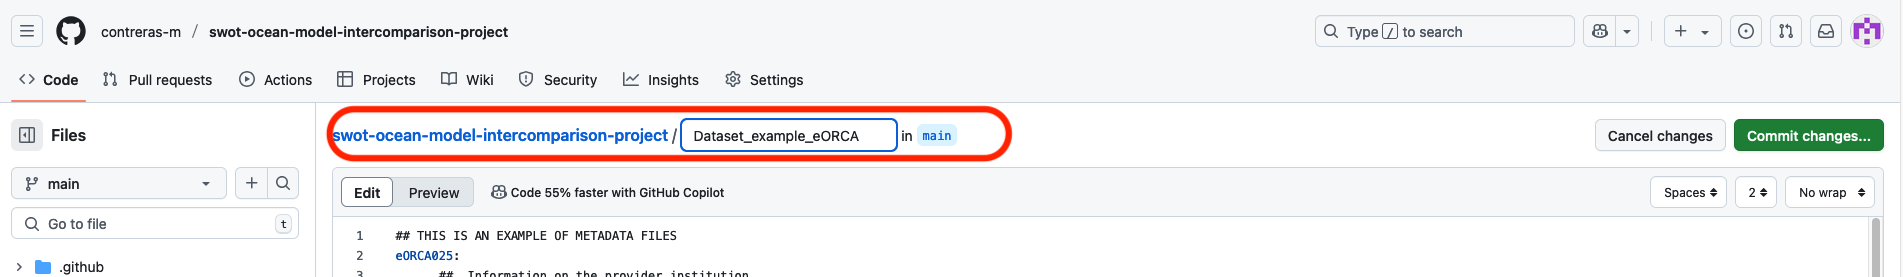 contreras-m / swot-ocean-model-intercomparison-project
Type / to search
Code Pull requests Actions Projects Wiki Security Insights Settings
Files
swot-ocean-model-intercomparison-project / Dataset_example_eORCA in main
Cancel changes Commit changes...
main
Edit Preview Code 55% faster with GitHub Copilot
Spaces 2 No wrap
Go to file t
1 ## THIS IS AN EXAMPLE OF METADATA FILES
2 eORCA025:
3 ## Information on the provider institution
.github